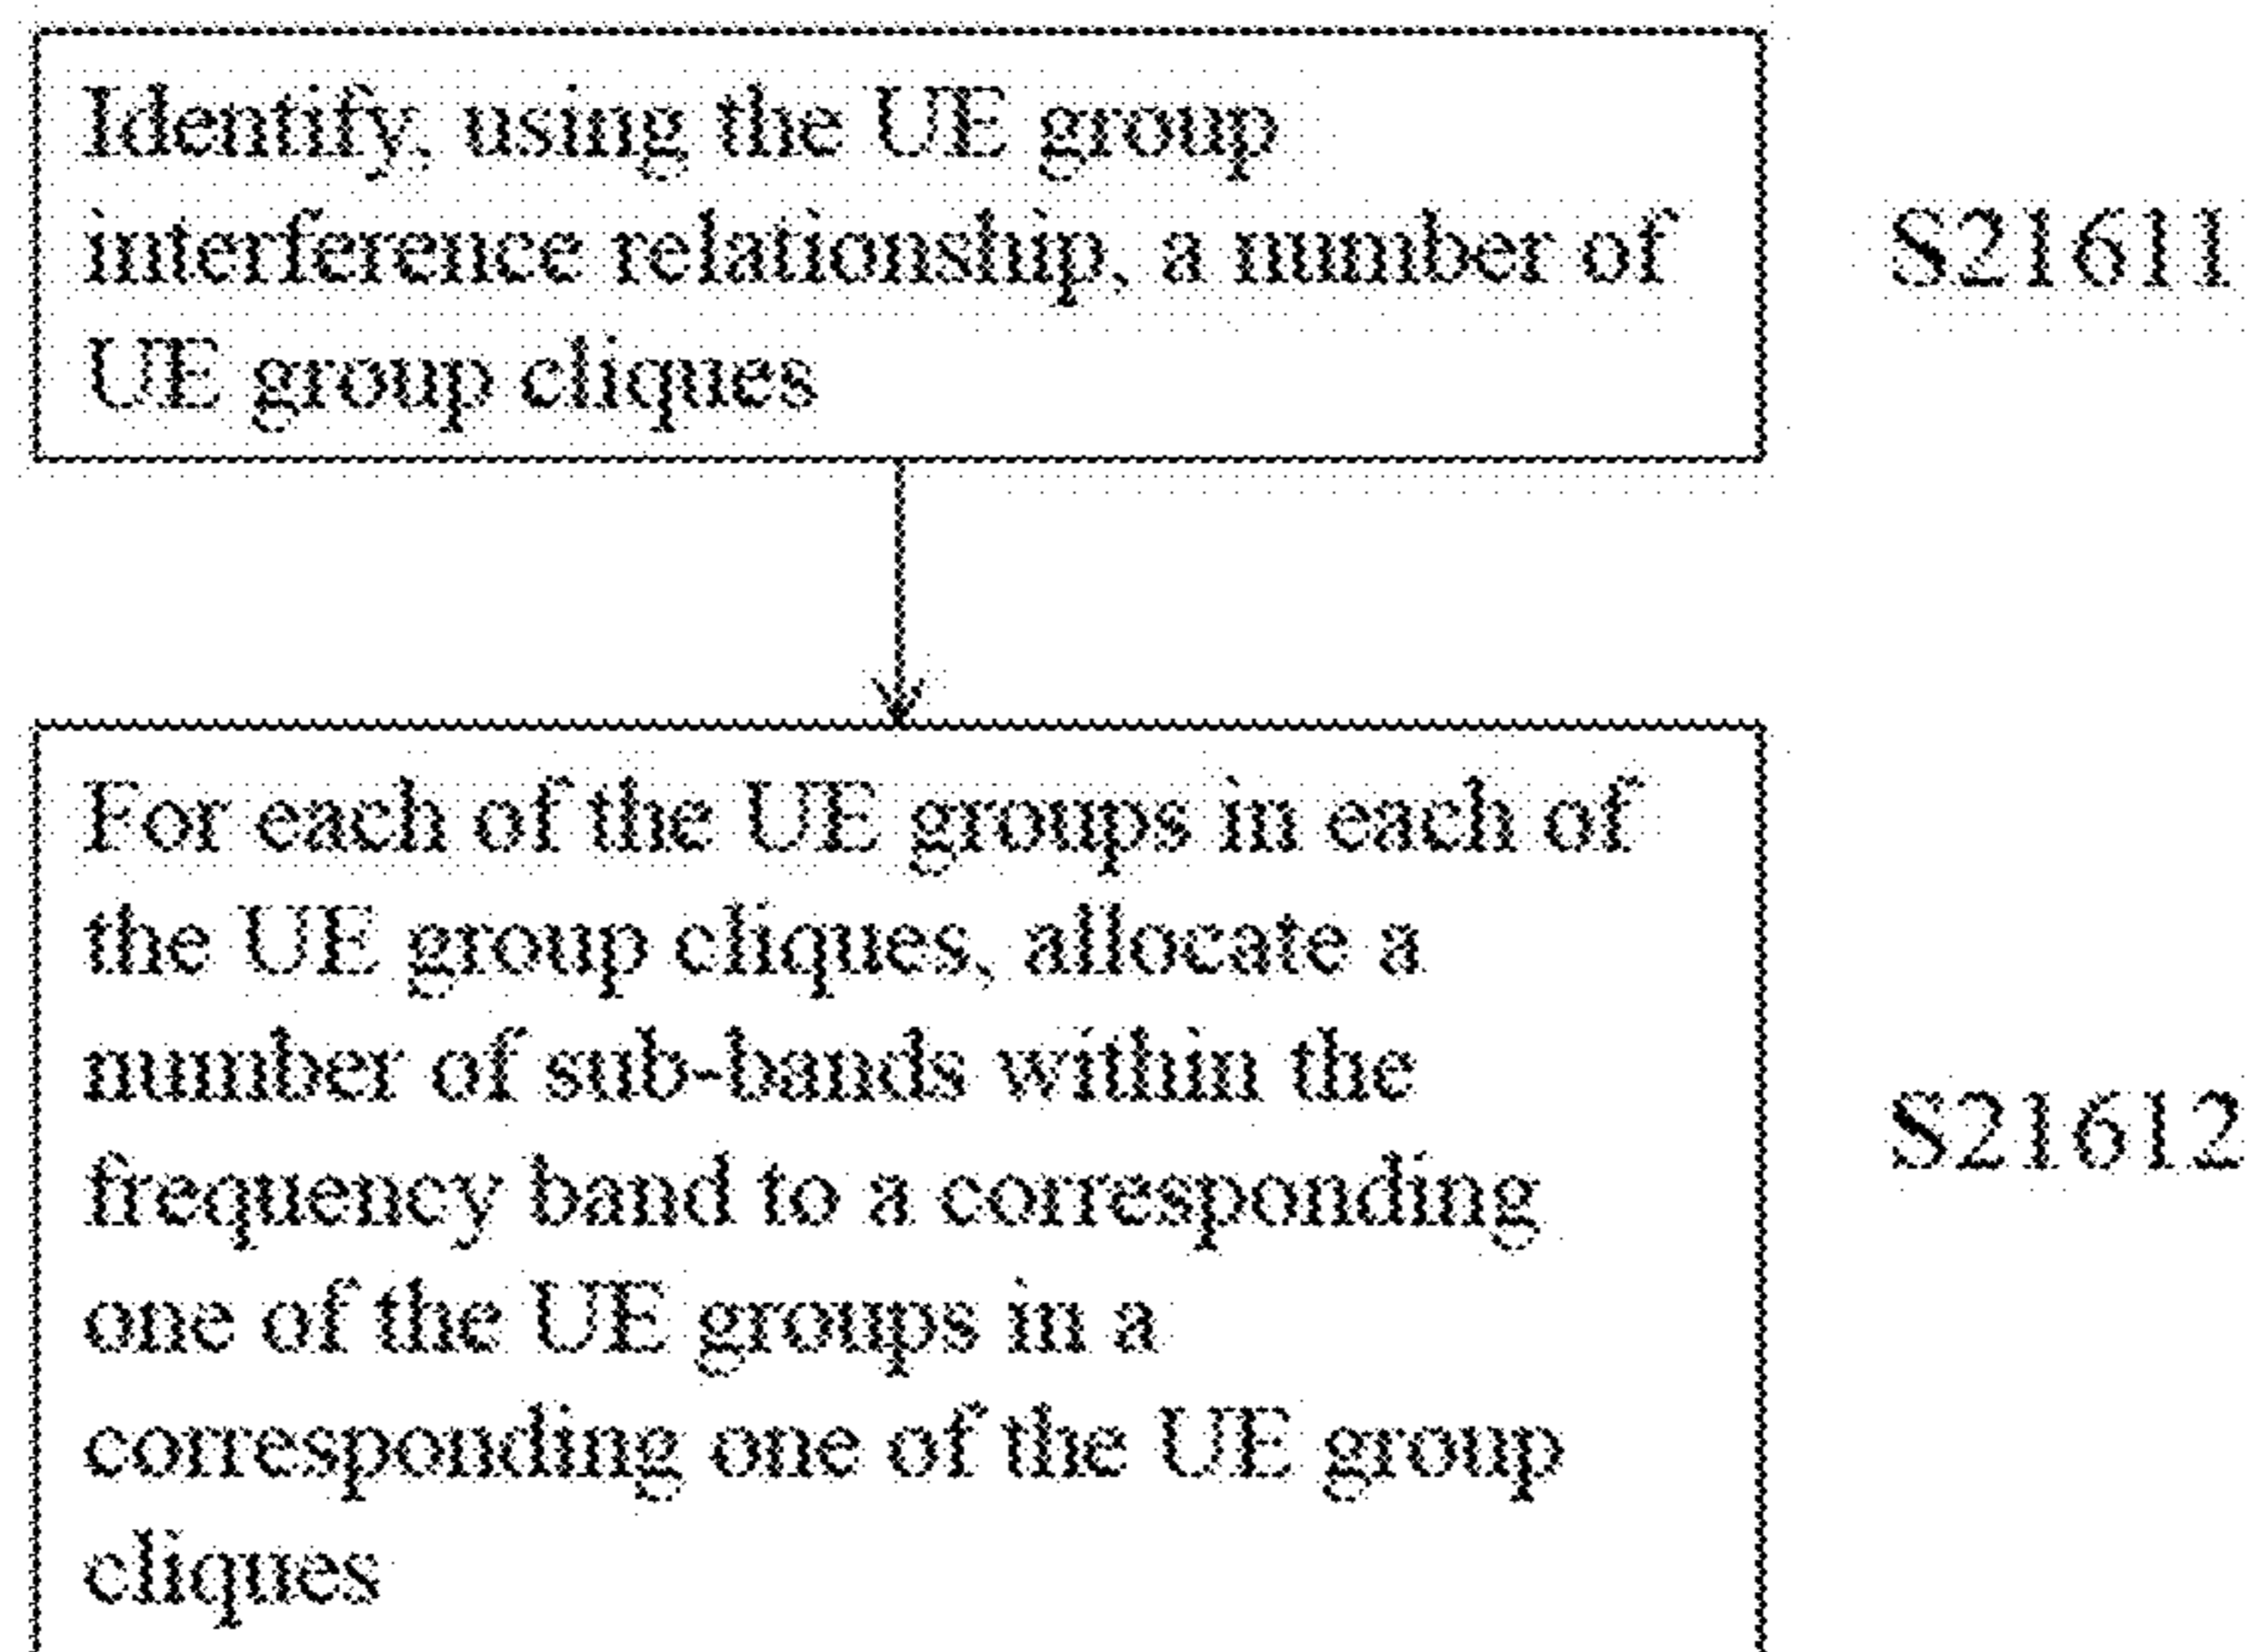 Identify, using the UE group
interference relationship, a number of
UE group cliques
S21611
For each of the UE groups in each of
the UE group cliques, allocate a
number of sub-bands within the
frequency band to a corresponding
one of the UE groups in a
corresponding one of the UE group
cliques
S21612